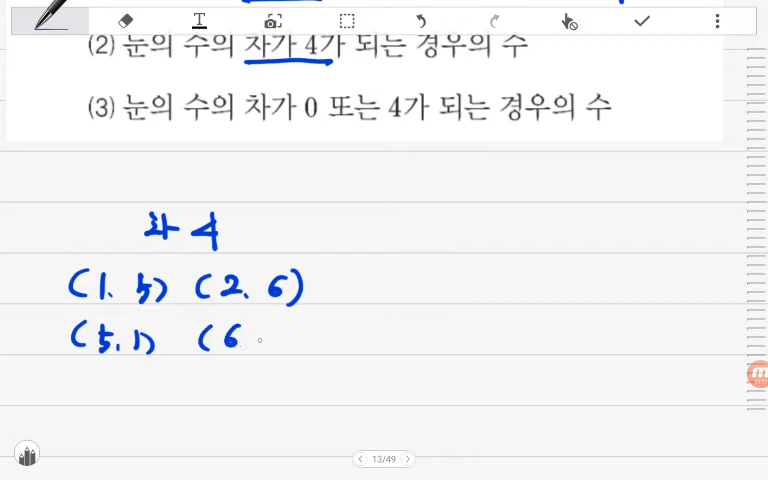 T
(2) 눈의 수의 차가 4가 되는 경우의 수
(3) 눈의 수의 차가 0 또는 4가 되는 경우의 수
차 4
(1, 5) (2, 6)
(5, 1) (6
13/49